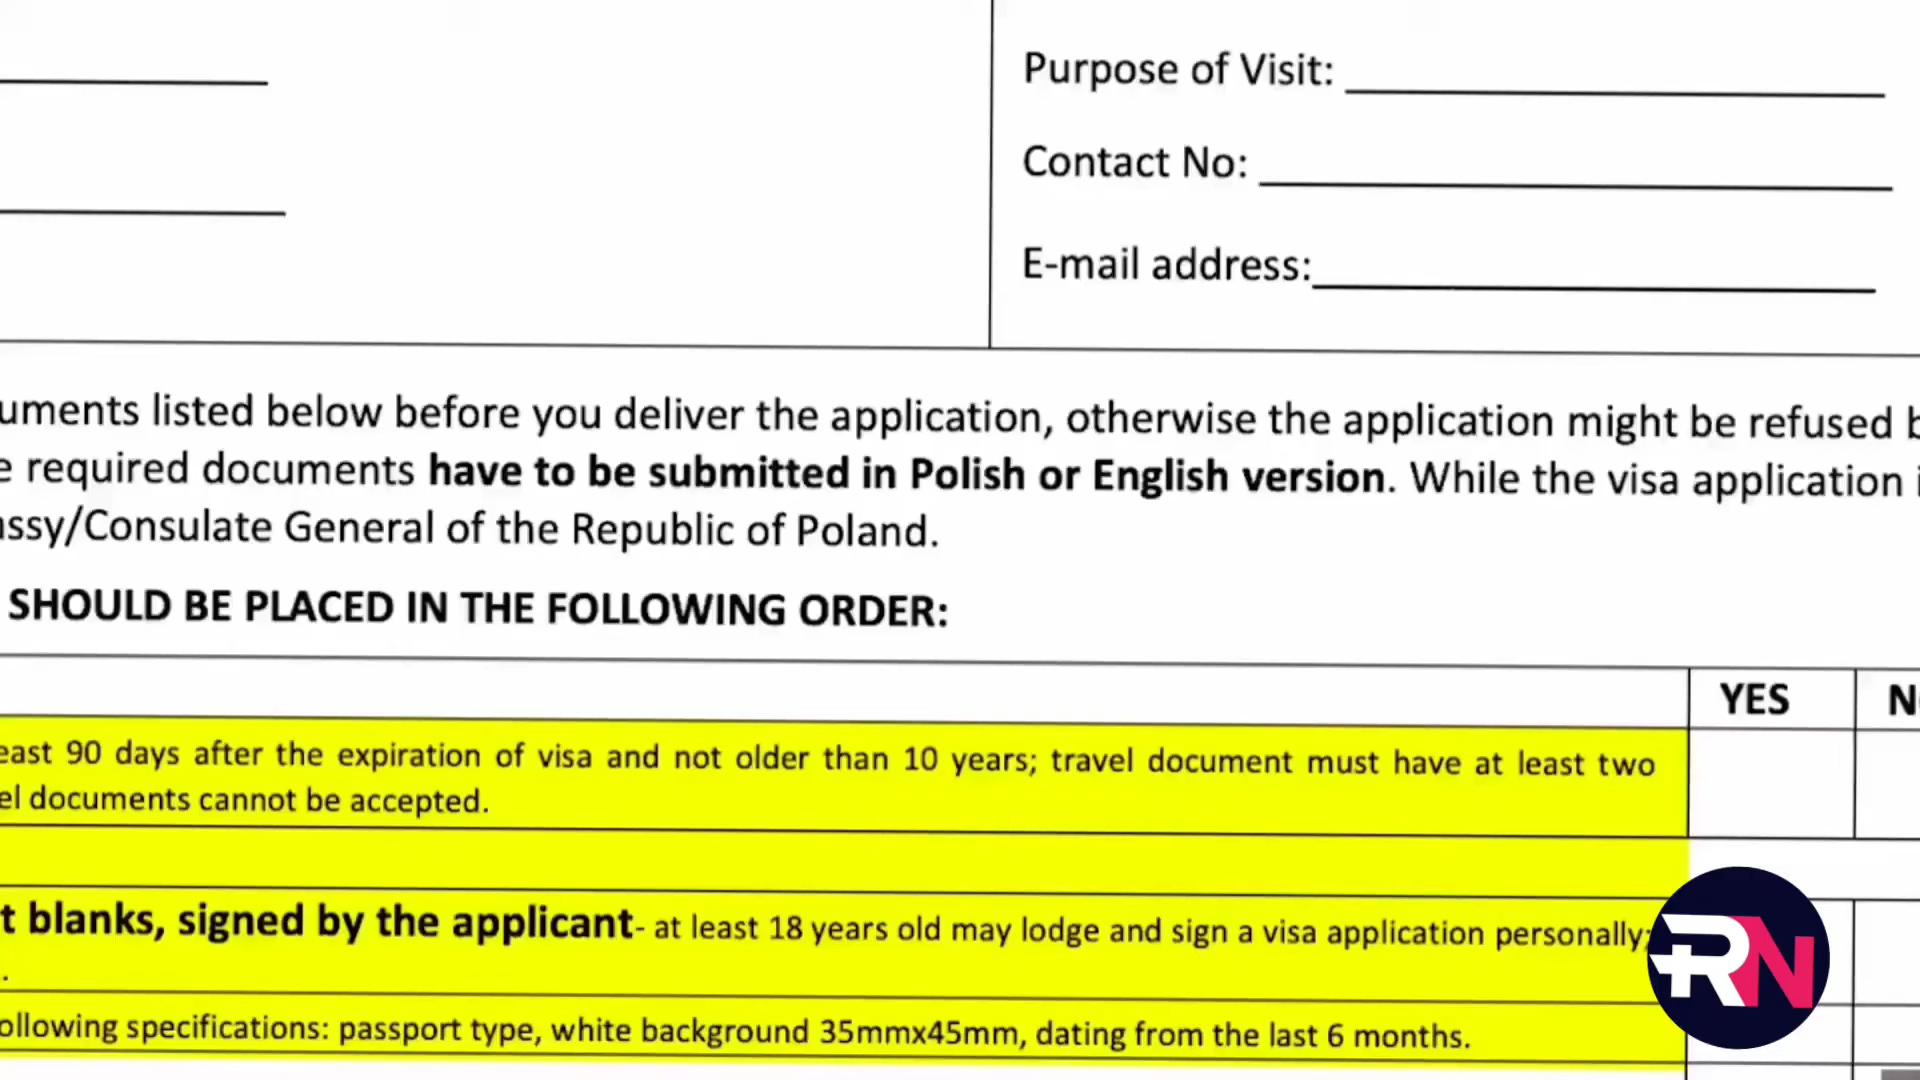 Purpose of Visit:
Contact No:
E-mail address:
listed below before you deliver the application, otherwise the application might be refused
required documents have to be submitted in Polish or English version. While the visa application
/Consulate General of the Republic of Poland.
SHOULD BE PLACED IN THE FOLLOWING ORDER:
YES
90 days after the expiration of visa and not older than 10 years; travel document must have at least two
documents cannot be accepted.
blanks, signed by the applicant- at least 18 years old may lodge and sign a visa application personally;
specifications: passport type, white background 35mmx45mm, dating from the last 6 months.
RN